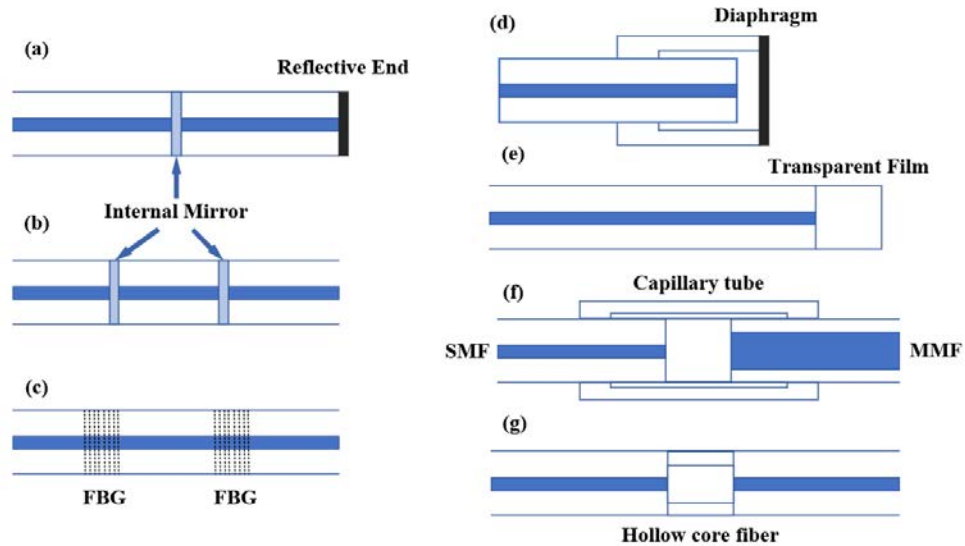 (a)
Reflective End
Internal Mirror
(b)
(c)
FBG FBG
(d)
Diaphragm
(e)
Transparent Film
(f)
Capillary tube
SMF MMF
(g)
Hollow core fiber